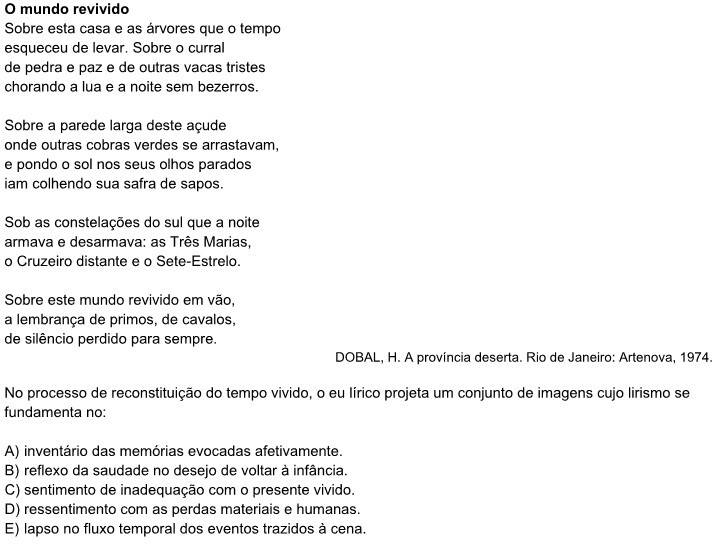 O mundo revivido
Sobre esta casa e as árvores que o tempo
esqueceu de levar. Sobre o curral
de pedra e paz e de outras vacas tristes
chorando a lua e a noite sem bezerros.
Sobre a parede larga deste açude
onde outras cobras verdes se arrastavam,
e pondo o sol nos seus olhos parados
iam colhendo sua safra de sapos.
Sob as constelações do sul que a noite
armava e desarmava: as Três Marias,
o Cruzeiro distante e o Sete-Estrelo.
Sobre este mundo revivido em vão,
a lembrança de primos, de cavalos,
de silêncio perdido para sempre.
DOBAL, H. A província deserta. Rio de Janeiro: Artenova, 1974.
No processo de reconstituição do tempo vivido, o eu lírico projeta um conjunto de imagens cujo lirismo se
fundamenta no:
A) inventário das memórias evocadas afetivamente.
B) reflexo da saudade no desejo de voltar à infância.
C) sentimento de inadequação com o presente vivido.
D) ressentimento com as perdas materiais e humanas.
E) lapso no fluxo temporal dos eventos trazidos à cena.